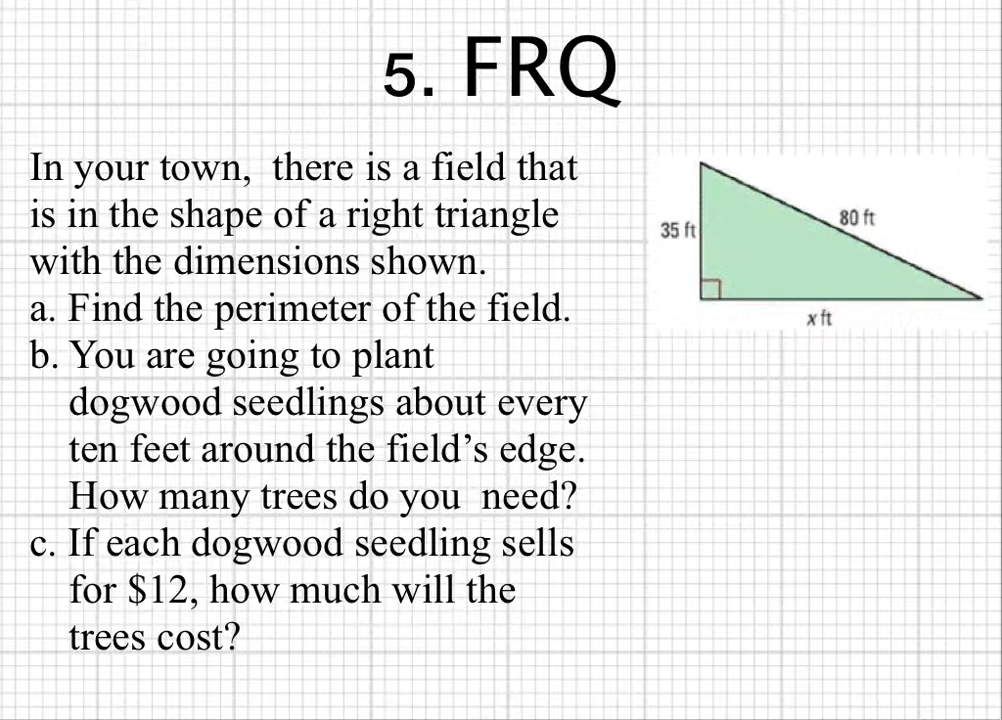 5. FRQ
In your town,  there is a field that
is in the shape of a right triangle
with the dimensions shown.
a. Find the perimeter of the field.
b. You are going to plant
dogwood seedlings about every
ten feet around the field’s edge.
How many trees do you  need?
c. If each dogwood seedling sells
for $12, how much will the
trees cost?
80 ft
35 ft
x ft